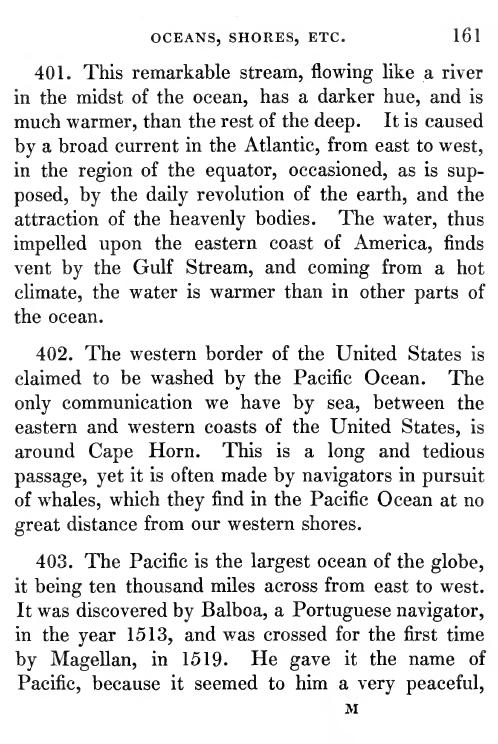 OCEANS, SHORES, ETC. 161
401. This remarkable stream, flowing like a river
in the midst of the ocean, has a darker hue, and is
much warmer, than the rest of the deep. It is caused
by a broad current in the Atlantic, from east to west,
in the region of the equator, occasioned, as is sup-
posed, by the daily revolution of the earth, and the
attraction of the heavenly bodies. The water, thus
impelled upon the eastern coast of America, finds
vent by the Gulf Stream, and coming from a hot
climate, the water is warmer than in other parts of
the ocean.
402. The western border of the United States is
claimed to be washed by the Pacific Ocean. The
only communication we have by sea, between the
eastern and western coasts of the United States, is
around Cape Horn. This is a long and tedious
passage, yet it is often made by navigators in pursuit
of whales, which they find in the Pacific Ocean at no
great distance from our western shores.
403. The Pacific is the largest ocean of the globe,
it being ten thousand miles across from east to west.
It was discovered by Balboa, a Portuguese navigator,
in the year 1513, and was crossed for the first time
by Magellan, in 1519. He gave it the name of
Pacific, because it seemed to him a very peaceful,
M